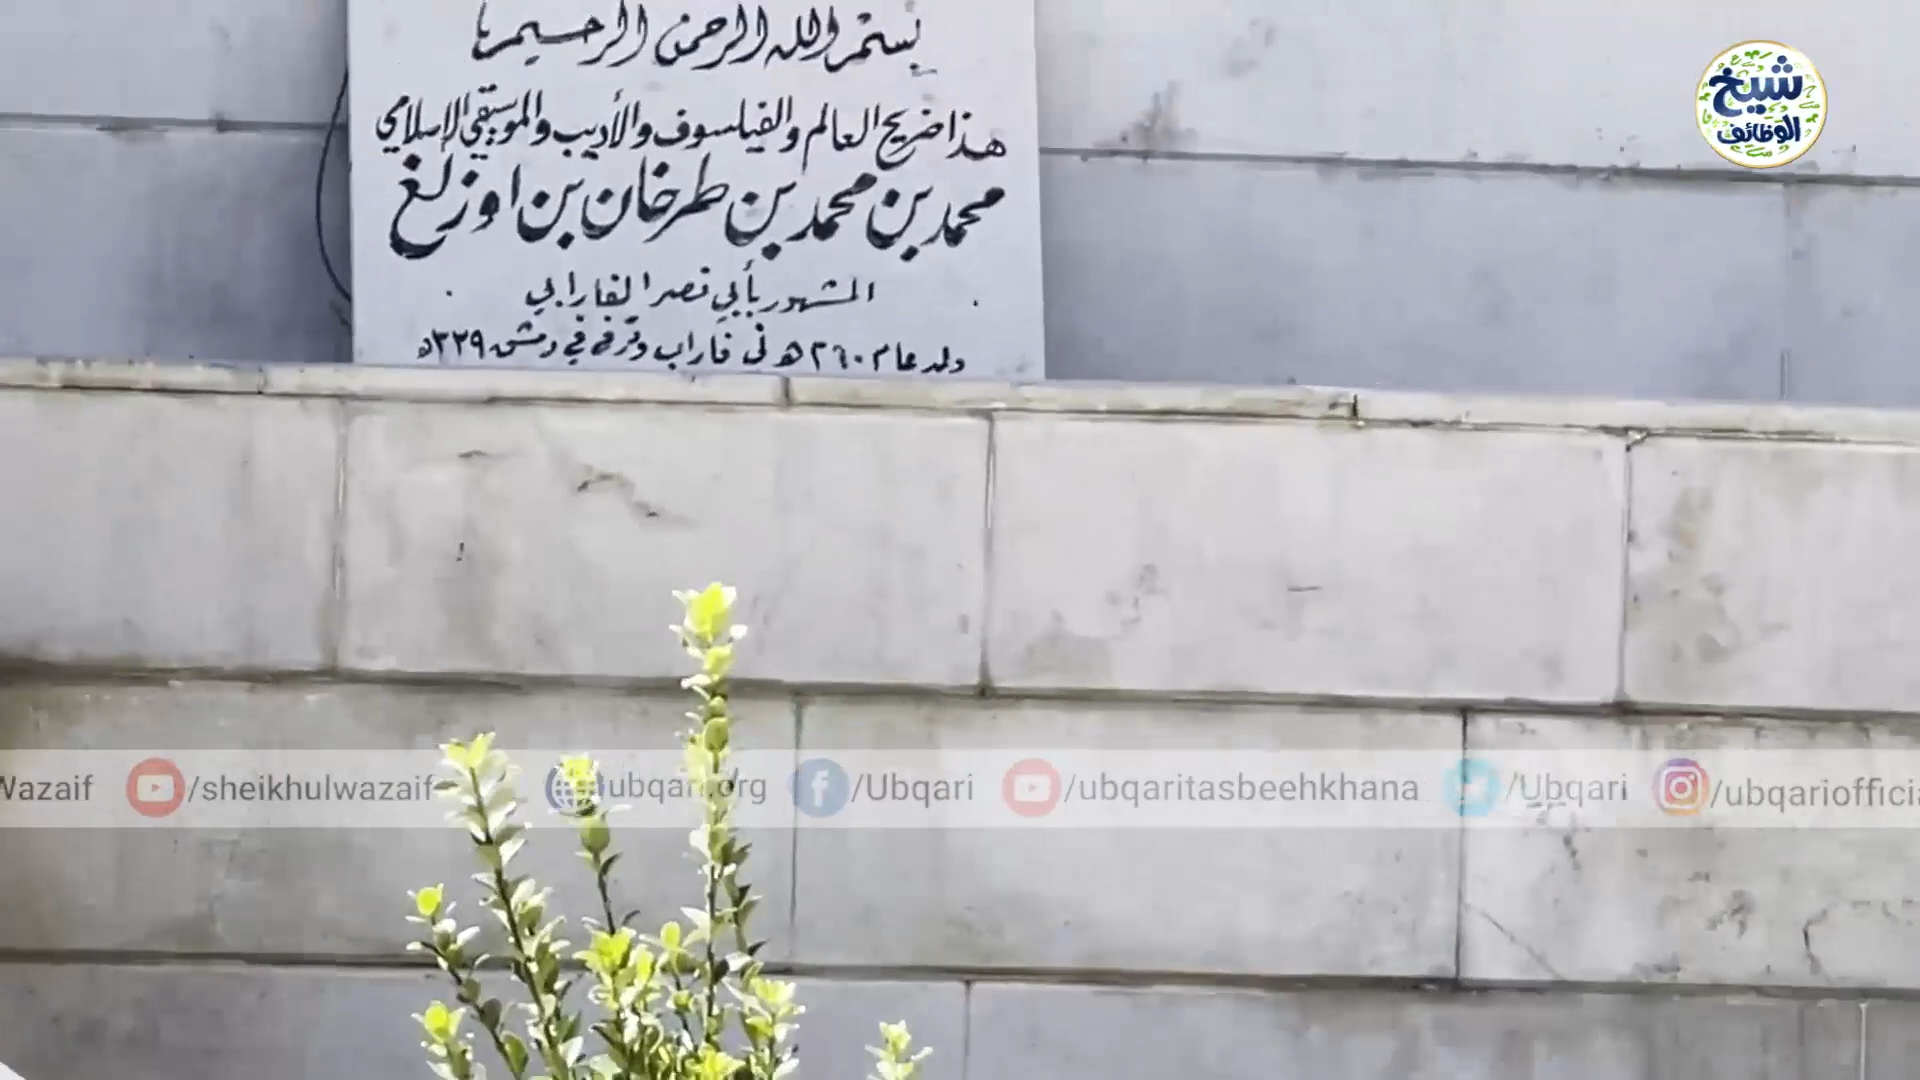 بسم الله الرحمن الرحيم
هذا ضريح العالم والفيلسوف والأديب والموسيقي الإسلامي
محمد بن محمد بن طرخان بن اوزلغ
المشهور بأبي نصر الفارابي
ولد عام ٢٦٠ هـ في فاراب وتوفي في دمشق ٣٣٩ هـ
شيخ
الوظائف
Wazaif /sheikhulwazaif ubqari.org /Ubqari /ubqaritasbeehkhana /Ubqari /ubqariofficia